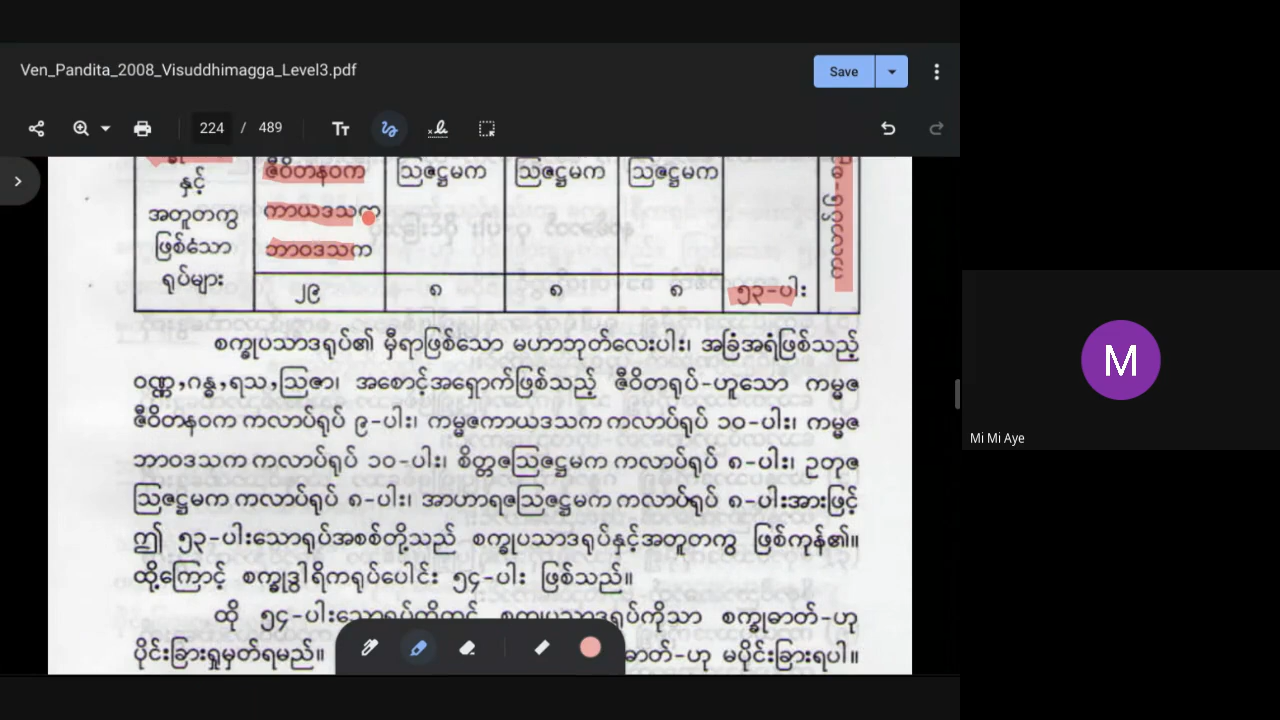 Ven_Pandita_2008_Visuddhimagga_Level3.pdf
Save
224 / 489
နှင့်
အတူတကွ
ဖြစ်သော
ရုပ်များ
ဇီဝိတနဝက
ကာယဒသက
ဘာဝဒသက
၂၉
ဩဇဋ္ဌမက
၈
ဩဇဋ္ဌမက
၈
ဩဇဋ္ဌမက
၈
၅၃-ပါး
စက္ခုပသာဒရုပ်၏ မှီရာဖြစ်သော မဟာဘုတ်လေးပါး၊ အခြံအရံဖြစ်သည့်
ဝဏ္ဏ,ဂန္ဓ,ရသ,ဩဇာ၊ အစောင့်အရှောက်ဖြစ်သည့် ဇီဝိတရုပ်-ဟူသော ကမ္မဇ
ဇီဝိတနဝက ကလာပ်ရုပ် ၉-ပါး၊ ကမ္မဇကာယဒသက ကလာပ်ရုပ် ၁၀-ပါး၊ ကမ္မဇ
ဘာဝဒသက ကလာပ်ရုပ် ၁၀-ပါး၊ စိတ္တဇဩဇဋ္ဌမက ကလာပ်ရုပ် ၈-ပါး၊ ဥတုဇ
ဩဇဋ္ဌမက ကလာပ်ရုပ် ၈-ပါး၊ အာဟာရဇဩဇဋ္ဌမက ကလာပ်ရုပ် ၈-ပါးအားဖြင့်
ဤ ၅၃-ပါးသောရုပ်အစစ်တို့သည် စက္ခုပသာဒရုပ်နှင့်အတူတကွ ဖြစ်ကုန်၏။
ထို့ကြောင့် စက္ခုဒွါရိကရုပ်ပေါင်း ၅၄-ပါး ဖြစ်သည်။
ထို ၅၄-ပါးသောရုပ်တို့တွင် စက္ခုပသာဒရုပ်ကိုသာ စက္ခုဓာတ်-ဟု
ပိုင်းခြားရှုမှတ်ရမည်။ ဓာတ်-ဟု မပိုင်းခြားရပါ။
M
Mi Mi Aye